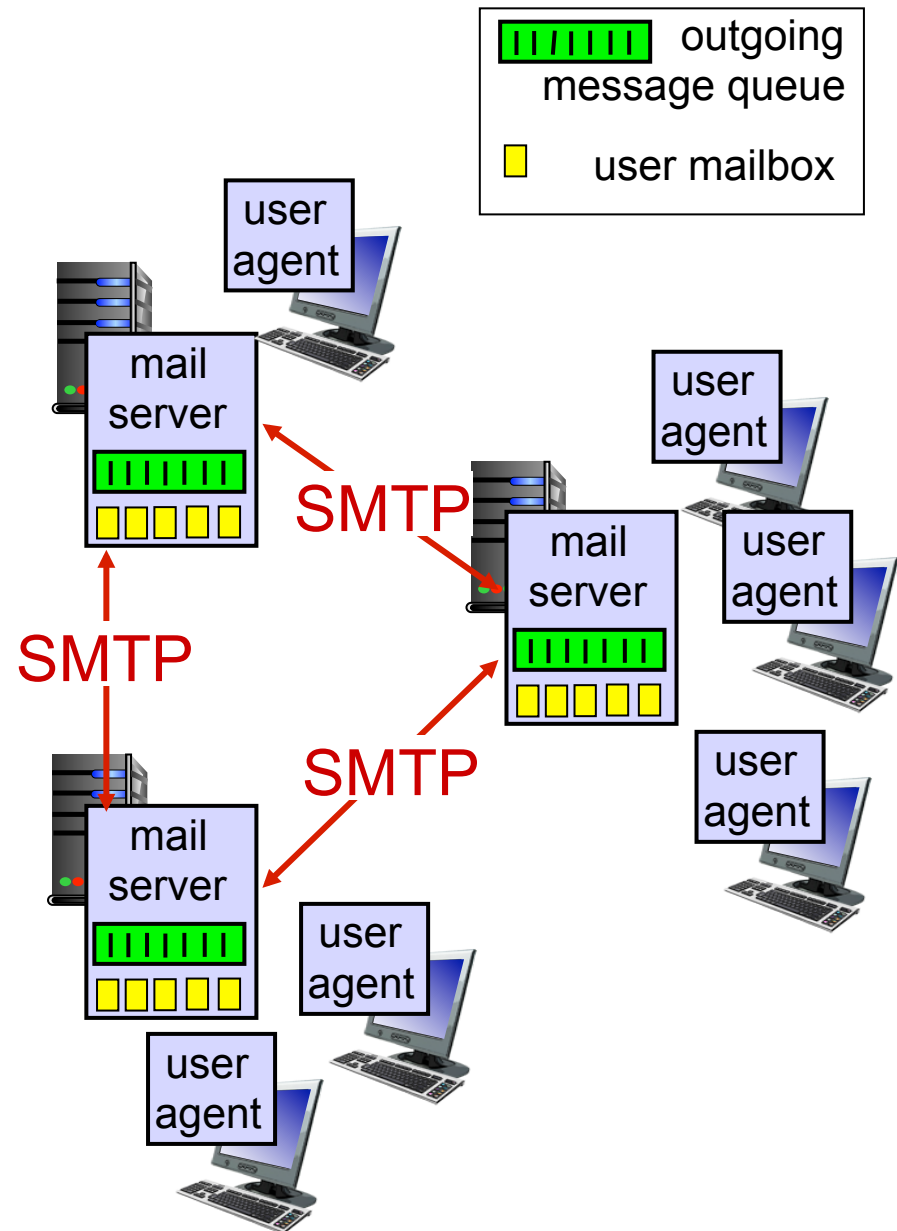 outgoing
message queue
user mailbox
user
agent
mail
server
SMTP
user
agent
mail
server
user
agent
SMTP
SMTP
user
agent
mail
server
user
agent
user
agent